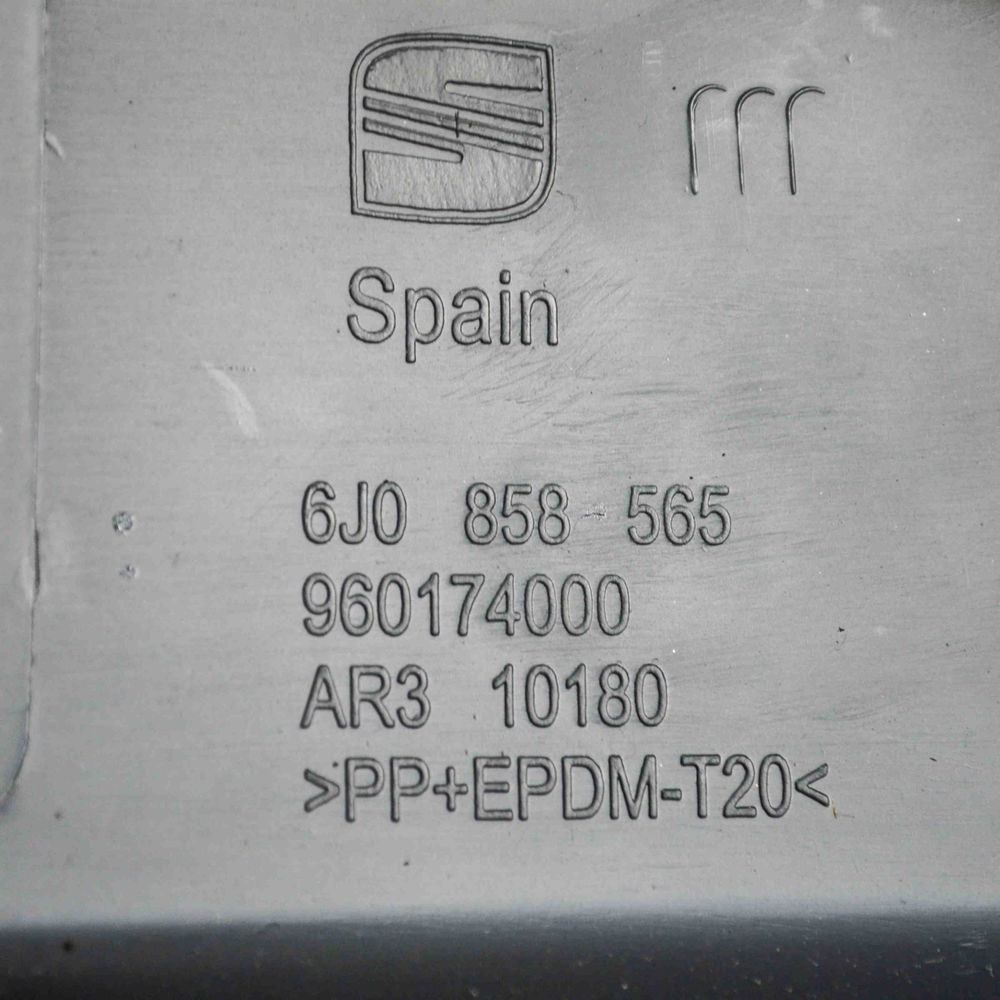 Spain
6J0 858 565
960174000
AR3 10180
>PP+EPDM-T20<